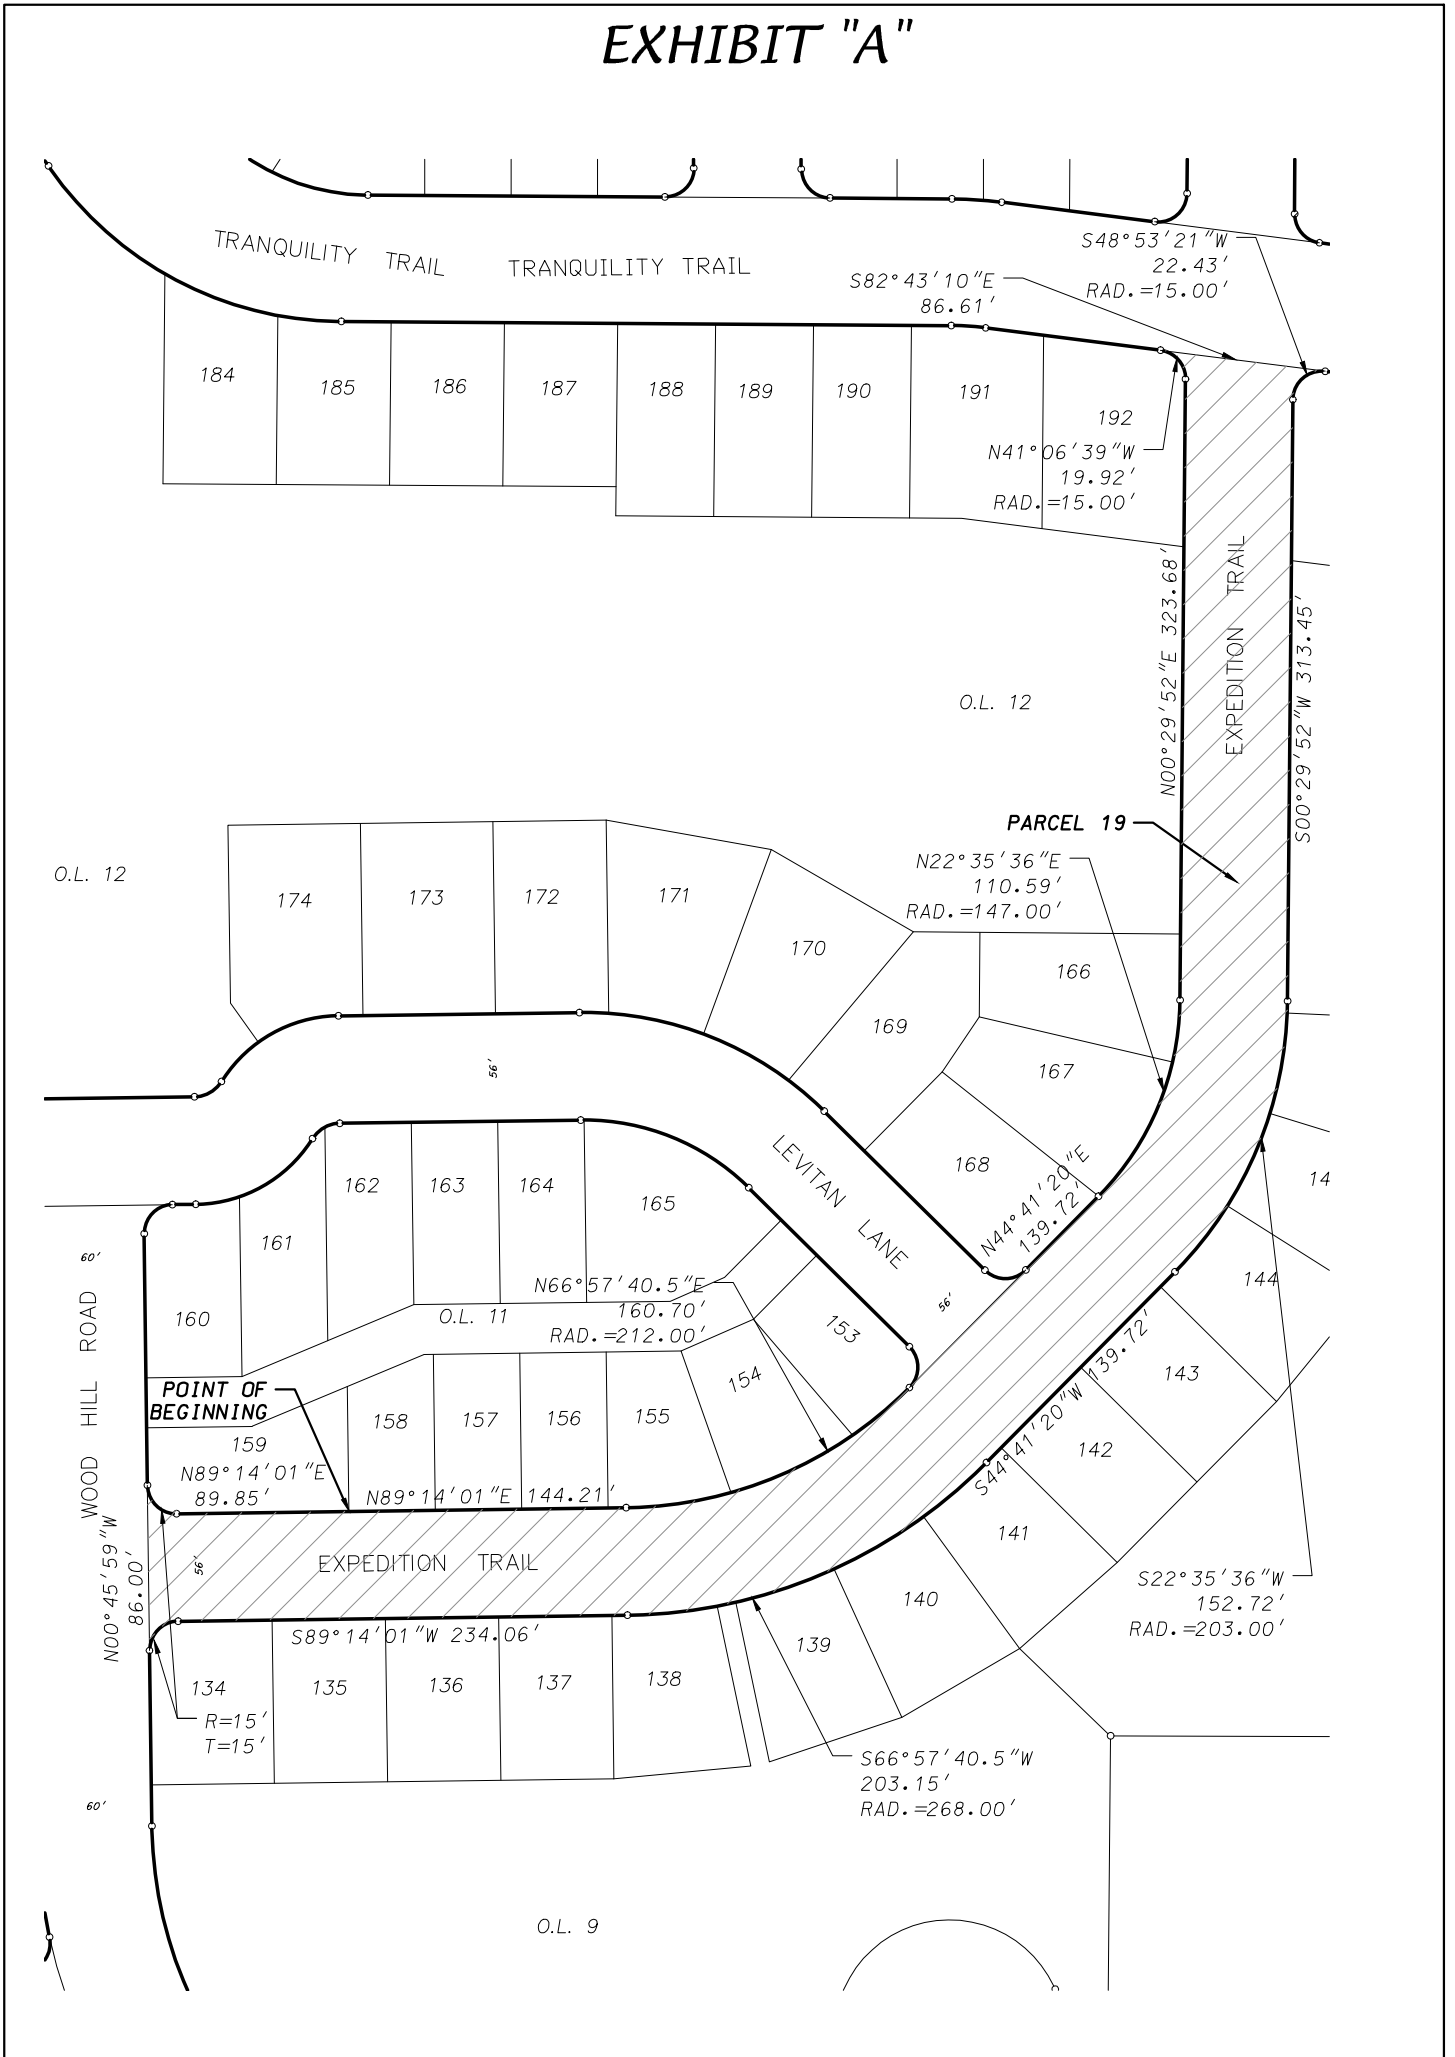 EXHIBIT "A"
TRANQUILITY TRAIL
TRANQUILITY TRAIL
S48°53'21"W
22.43'
RAD.=15.00'
S82°43'10"E
86.61'
184
185
186
187
188
189
190
191
192
N41°06'39"W
19.92'
RAD.=15.00'
N00°29'52"E 323.68'
EXPEDITION TRAIL
S00°29'52"W 313.45'
O.L. 12
PARCEL 19
N22°35'36"E
110.59'
RAD.=147.00'
O.L. 12
174
173
172
171
170
169
166
167
168
56'
LEVITAN LANE
N44°41'20"E
139.72'
162
163
164
165
161
160
60'
WOOD HILL ROAD
N66°57'40.5"E
160.70'
RAD.=212.00'
O.L. 11
56'
153
154
14
144
143
142
141
S44°41'20"W 139.72'
POINT OF
BEGINNING
159
158
157
156
155
N89°14'01"E
89.85'
N89°14'01"E 144.21'
N00°45'59"W
86.00'
56'
EXPEDITION TRAIL
S89°14'01"W 234.06'
134
135
136
137
138
139
140
R=15'
T=15'
S22°35'36"W
152.72'
RAD.=203.00'
S66°57'40.5"W
203.15'
RAD.=268.00'
60'
O.L. 9